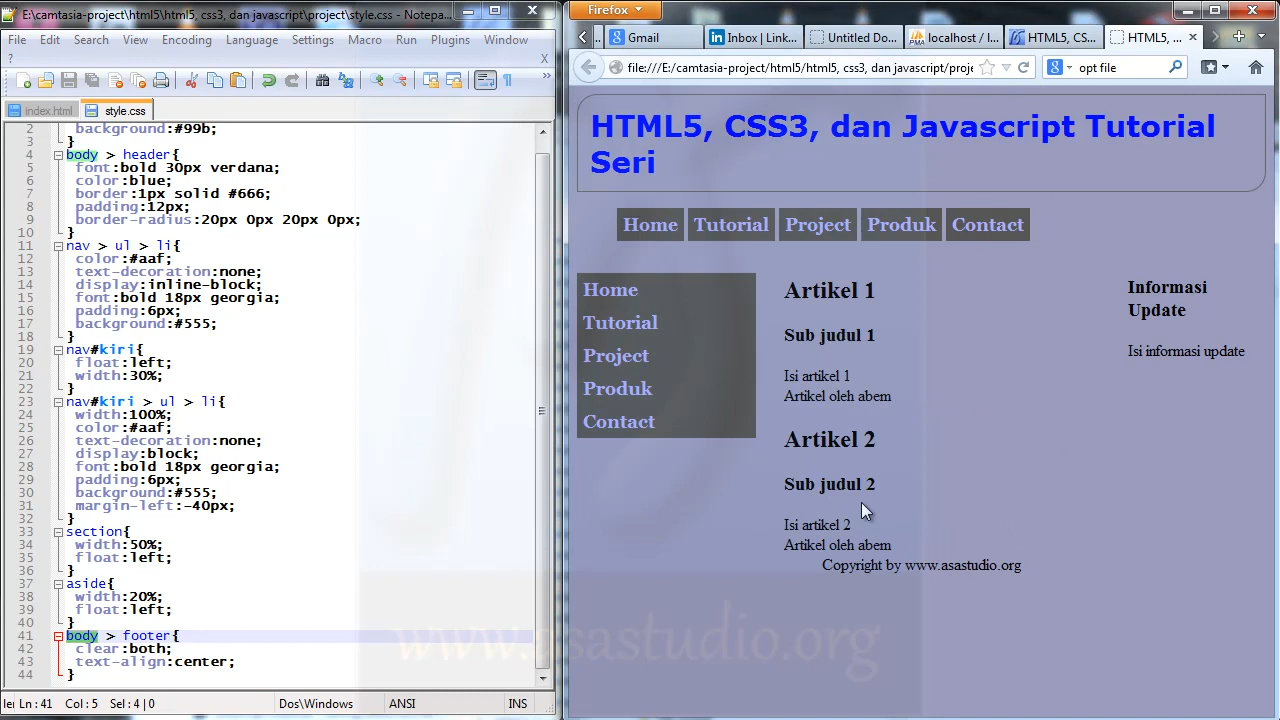 E:\camtasia-project\html5\html5, css3, dan javascript\project\style.css - Notepa...
File Edit Search View Encoding Language Settings Macro Run Plugins Window
?
X
index.html style.css
2 background:#99b;
3 }
4 body > header{
5 font:bold 30px verdana;
6 color:blue;
7 border:1px solid #666;
8 padding:12px;
9 border-radius:20px 0px 20px 0px;
10 }
11 nav > ul > li{
12 color:#aaf;
13 text-decoration:none;
14 display:inline-block;
15 font:bold 18px georgia;
16 padding:6px;
17 background:#555;
18 }
19 nav#kiri{
20 float:left;
21 width:30%;
22 }
23 nav#kiri > ul > li{
24 width:100%;
25 color:#aaf;
26 text-decoration:none;
27 display:block;
28 font:bold 18px georgia;
29 padding:6px;
30 background:#555;
31 margin-left:-40px;
32 }
33 section{
34 width:50%;
35 float:left;
36 }
37 aside{
38 width:20%;
39 float:left;
40 }
41 body > footer{
42 clear:both;
43 text-align:center;
44 }
Ln : 41 Col : 5 Sel : 4 | 0 Dos\Windows ANSI INS
Firefox
Gmail Inbox | Link... Untitled Do... localhost / l... HTML5, CS... HTML5, ...
file:///E:/camtasia-project/html5/html5, css3, dan javascript/proje
opt file
HTML5, CSS3, dan Javascript Tutorial
Seri
Home Tutorial Project Produk Contact
Home
Tutorial
Project
Produk
Contact
Artikel 1
Sub judul 1
Isi artikel 1
Artikel oleh abem
Artikel 2
Sub judul 2
Isi artikel 2
Artikel oleh abem
Copyright by www.asastudio.org
Informasi
Update
Isi informasi update
www.asastudio.org